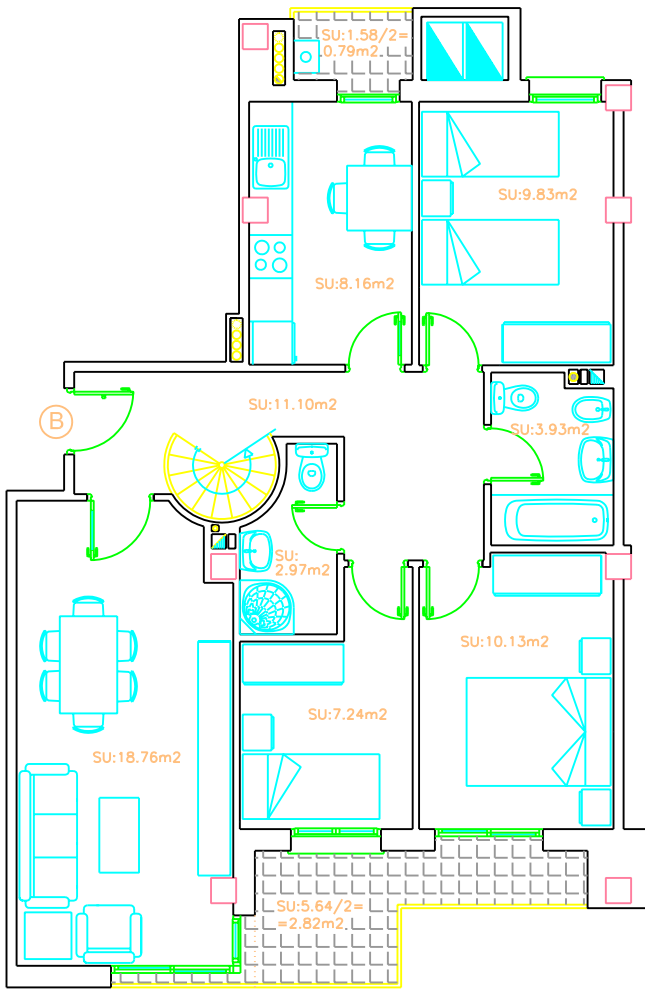 SU:1.58/2=
0.79m2
SU:9.83m2
SU:8.16m2
SU:11.10m2
B
SU:3.93m2
SU:
2.97m2
SU:10.13m2
SU:7.24m2
SU:18.76m2
SU:5.64/2=
=2.82m2